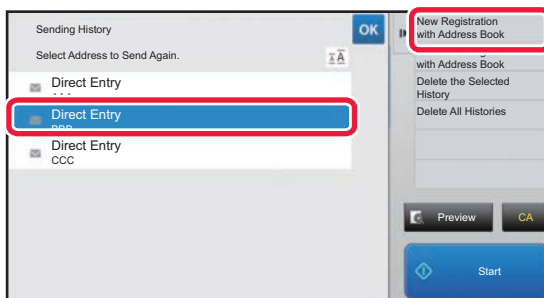 Sending History
OK
Select Address to Send Again.
Direct Entry
Direct Entry
BBB
Direct Entry
CCC
New Registration
with Address Book
with Address Book
Delete the Selected
History
Delete All Histories
Preview
CA
Start